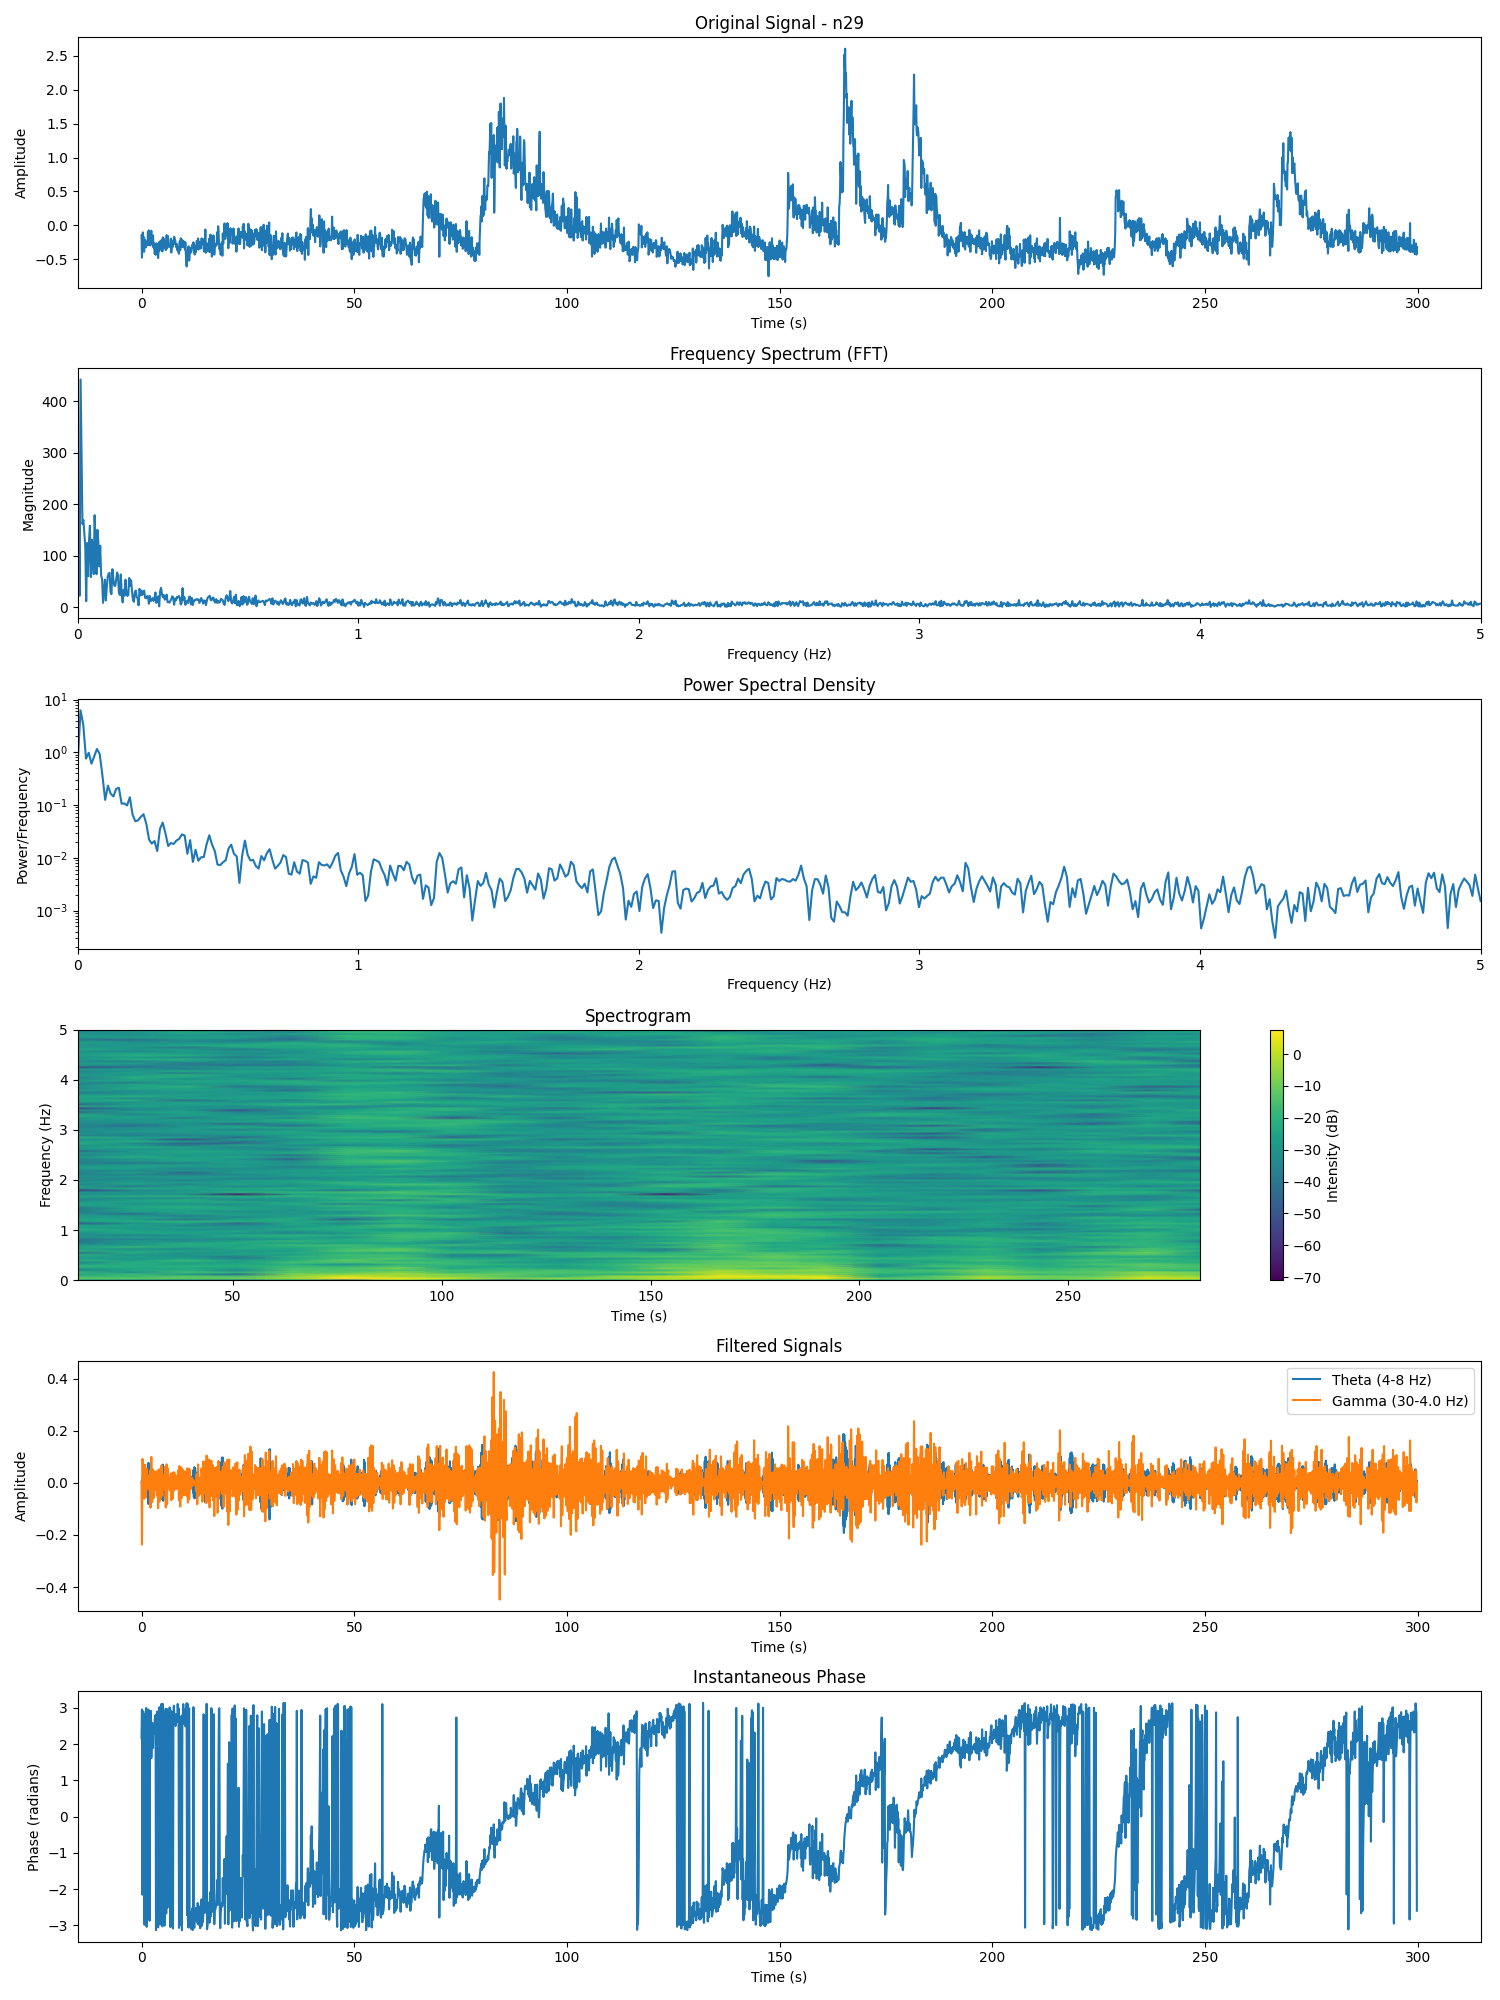 Original Signal - n29
2.5
2.0
1.5
1.0
0.5
0.0
−0.5
Amplitude
0 50 100 150 200 250 300
Time (s)
Frequency Spectrum (FFT)
400
300
200
100
0
Magnitude
0 1 2 3 4 5
Frequency (Hz)
Power Spectral Density
10¹
10⁰
10⁻¹
10⁻²
10⁻³
Power/Frequency
0 1 2 3 4 5
Frequency (Hz)
Spectrogram
5
4
3
2
1
0
Frequency (Hz)
50 100 150 200 250
Time (s)
0
−10
−20
−30
−40
−50
−60
−70
Intensity (dB)
Filtered Signals
0.4
0.2
0.0
−0.2
−0.4
Amplitude
Theta (4-8 Hz)
Gamma (30-4.0 Hz)
0 50 100 150 200 250 300
Time (s)
Instantaneous Phase
3
2
1
0
−1
−2
−3
Phase (radians)
0 50 100 150 200 250 300
Time (s)